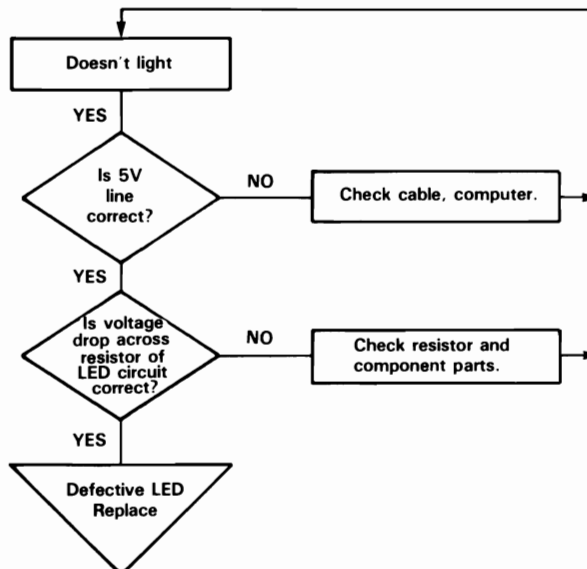 Doesn't light
YES
Is 5V
line
correct?
NO
Check cable, computer.
YES
Is voltage
drop across
resistor of
LED circuit
correct?
NO
Check resistor and
component parts.
YES
Defective LED
Replace